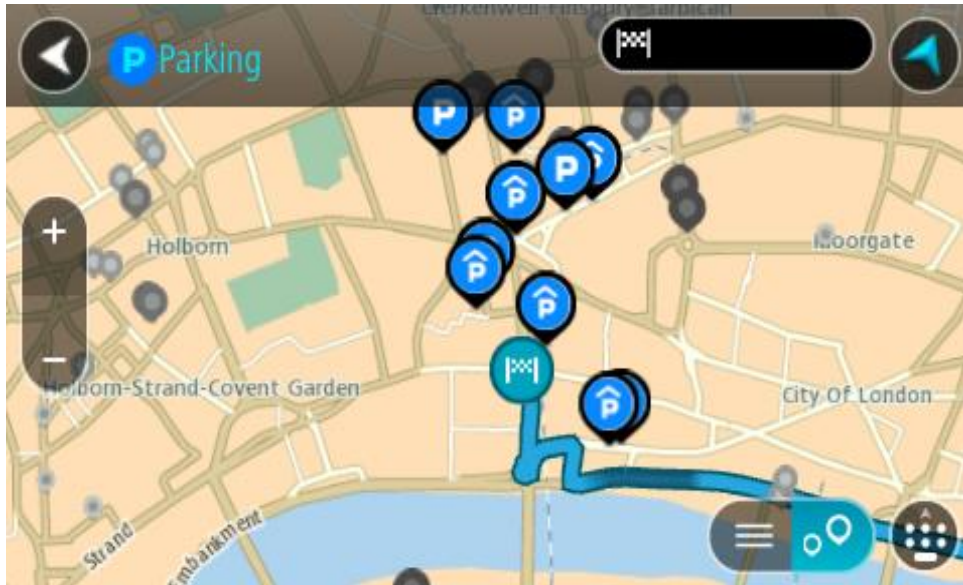 Clerkenwell-Finsbury-Barbican
P Parking
P
P
P
P
P
Holborn
Moorgate
P
P
Holborn-Strand-Covent Garden
P
City Of London
Strand
Embankment